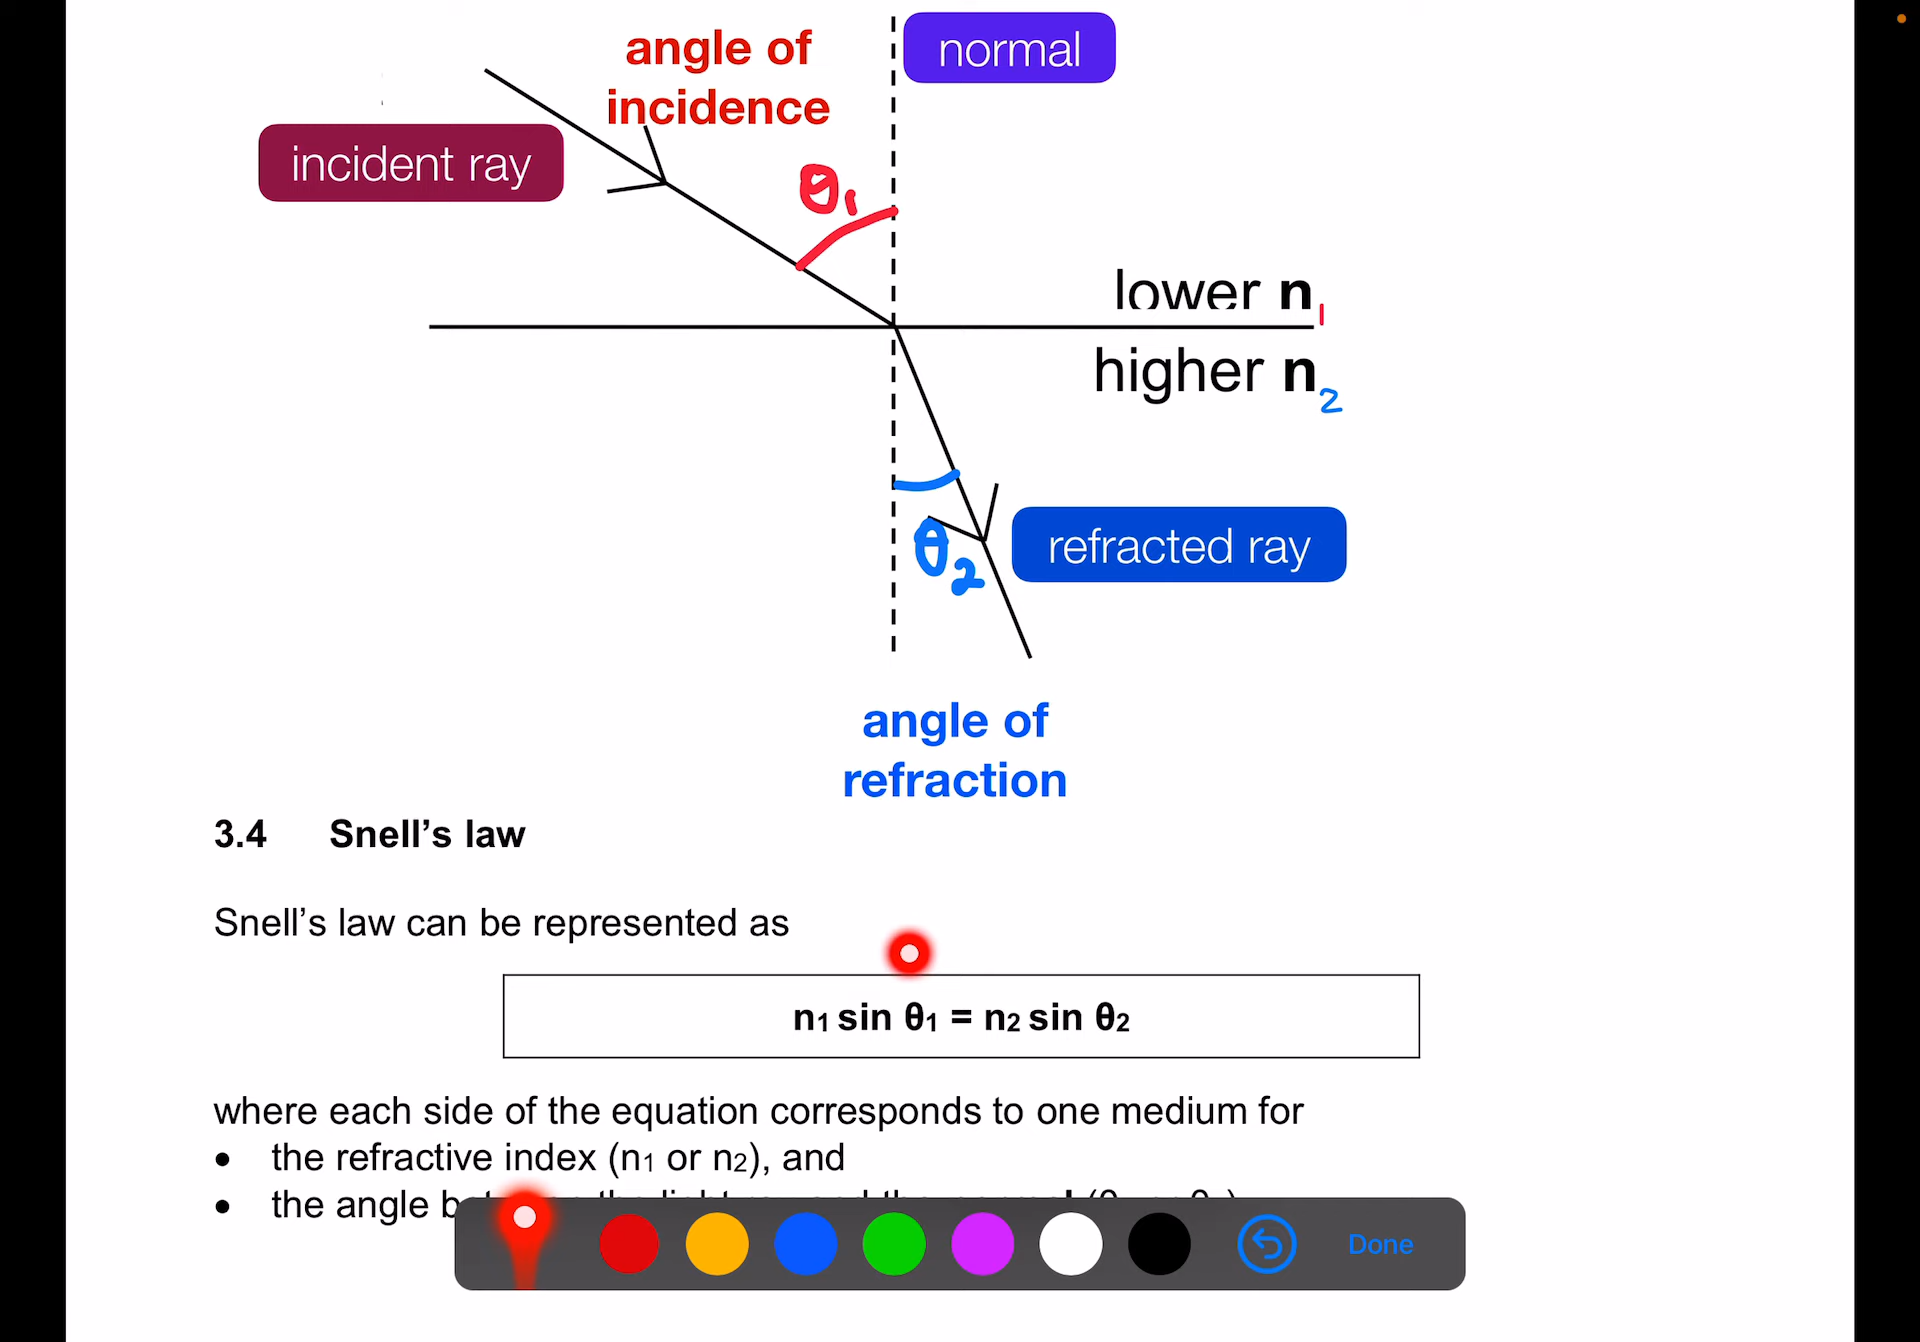 angle of
incidence
normal
incident ray
θ1
lower n1
higher n2
θ2
refracted ray
angle of
refraction
3.4 Snell’s law
Snell’s law can be represented as
n1 sin θ1 = n2 sin θ2
where each side of the equation corresponds to one medium for
• the refractive index (n1 or n2), and
• the angle
Done